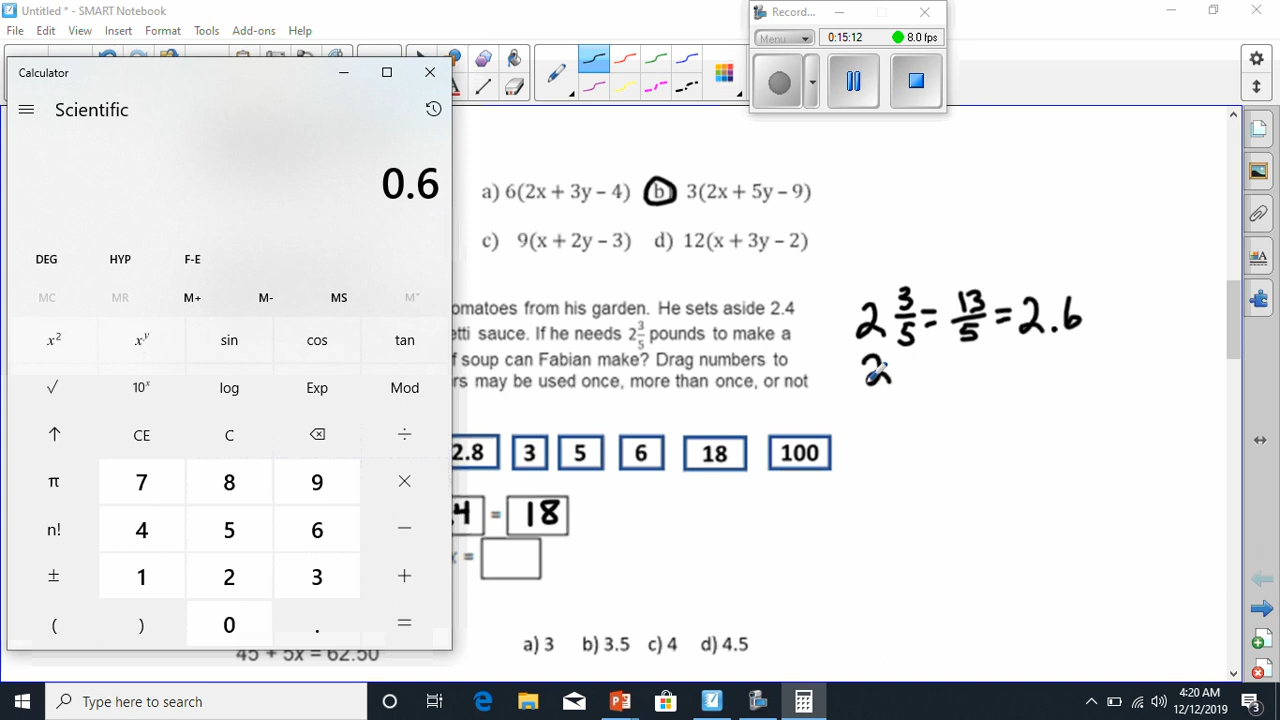 Untitled * - SMART Notebook
File Edit View Insert Format Tools Add-ons Help
Record...
Menu
0:15:12 8.0 fps
Calculator
Scientific
0.6
DEG HYP F-E
MC MR M+ M- MS
x² xʸ sin cos tan
√ 10ˣ log Exp Mod
↑ CE C ⌫ ÷
π 7 8 9 ×
n! 4 5 6 −
± 1 2 3 +
( ) 0 . =
a) 6(2x + 3y – 4) b) 3(2x + 5y – 9)
c) 9(x + 2y – 3) d) 12(x + 3y – 2)
omatoes from his garden. He sets aside 2.4
etti sauce. If he needs 2 3/5 pounds to make a
f soup can Fabian make? Drag numbers to
rs may be used once, more than once, or not
2 3/5 = 13/5 = 2.6
2
2.8 3 5 6 18 100
.4 = 18
x =
45 + 5x = 62.50
a) 3 b) 3.5 c) 4 d) 4.5
Type here to search
4:20 AM
12/12/2019
3